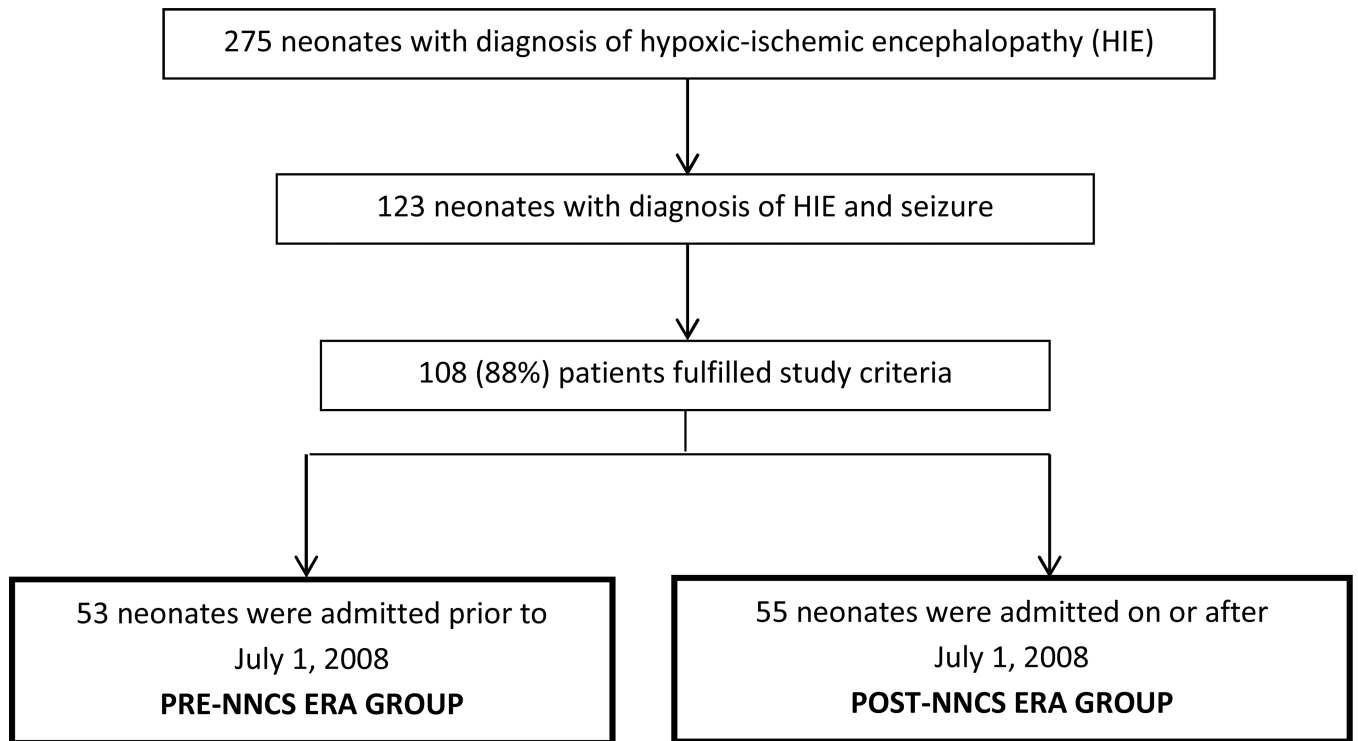 275 neonates with diagnosis of hypoxic-ischemic encephalopathy (HIE)
123 neonates with diagnosis of HIE and seizure
108 (88%) patients fulfilled study criteria
53 neonates were admitted prior to
July 1, 2008
PRE-NNCS ERA GROUP
55 neonates were admitted on or after
July 1, 2008
POST-NNCS ERA GROUP